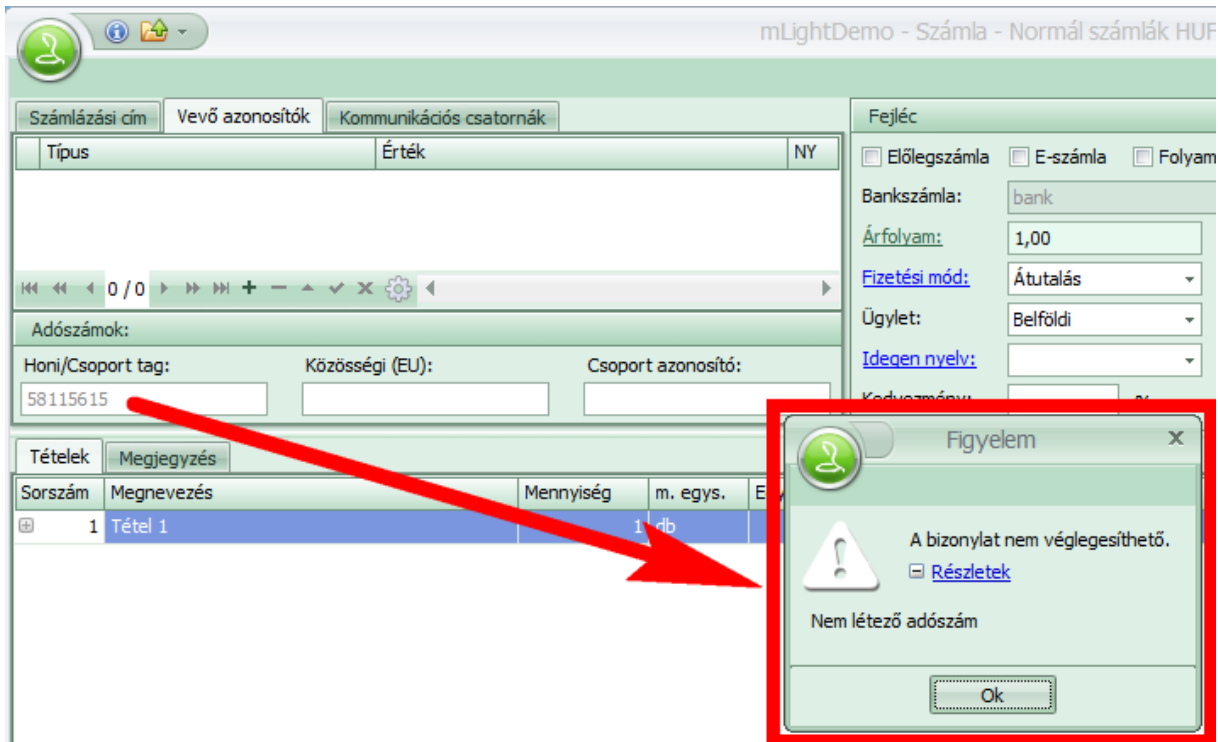 mLightDemo - Számla - Normál számlák HUF
Számlázási cím Vevő azonosítók Kommunikációs csatornák
Típus Érték NY
0 / 0
Adószámok:
Honi/Csoport tag: Közösségi (EU): Csoport azonosító:
58115615
Fejléc
Előlegszámla E-számla Folyam
Bankszámla: bank
Árfolyam: 1,00
Fizetési mód: Átutalás
Ügylet: Belföldi
Idegen nyelv:
Kedvezmény: %
Tételek Megjegyzés
Sorszám Megnevezés Mennyiség m. egys.
1 Tétel 1 1 db
Figyelem x
A bizonylat nem véglegesíthető.
Részletek
Nem létező adószám
Ok